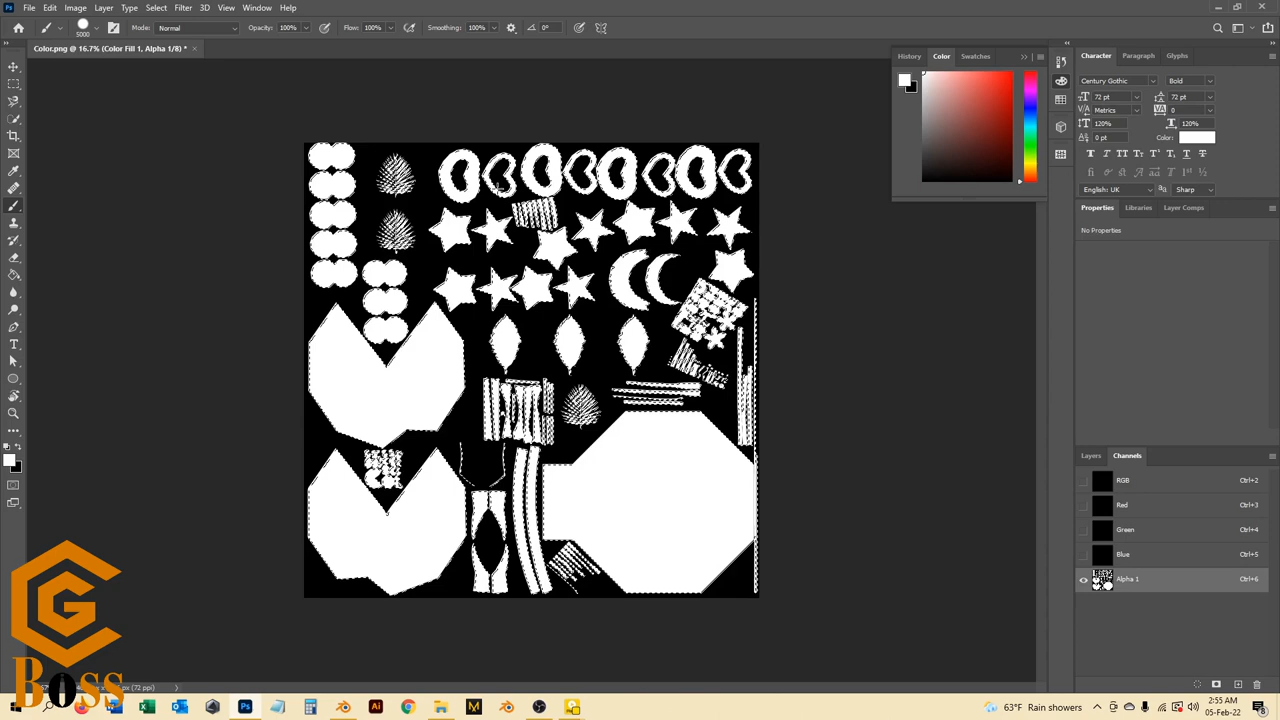 Ps File Edit Image Layer Type Select Filter 3D View Window Help
5000 Mode: Normal Opacity: 100% Flow: 100% Smoothing: 100% 0°
Color.png @ 16.7% (Color Fill 1, Alpha 1/8) * ×
History Color Swatches
Character Paragraph Glyphs
Century Gothic Bold
72 pt 72 pt
Metrics 0
120% 120%
0 pt Color:
English: UK Sharp
Properties Libraries Layer Comps
No Properties
Layers Channels
RGB Ctrl+2
Red Ctrl+3
Green Ctrl+4
Blue Ctrl+5
Alpha 1 Ctrl+6
G
Boss
(72 ppi)
63°F Rain showers
2:55 AM
05-Feb-22